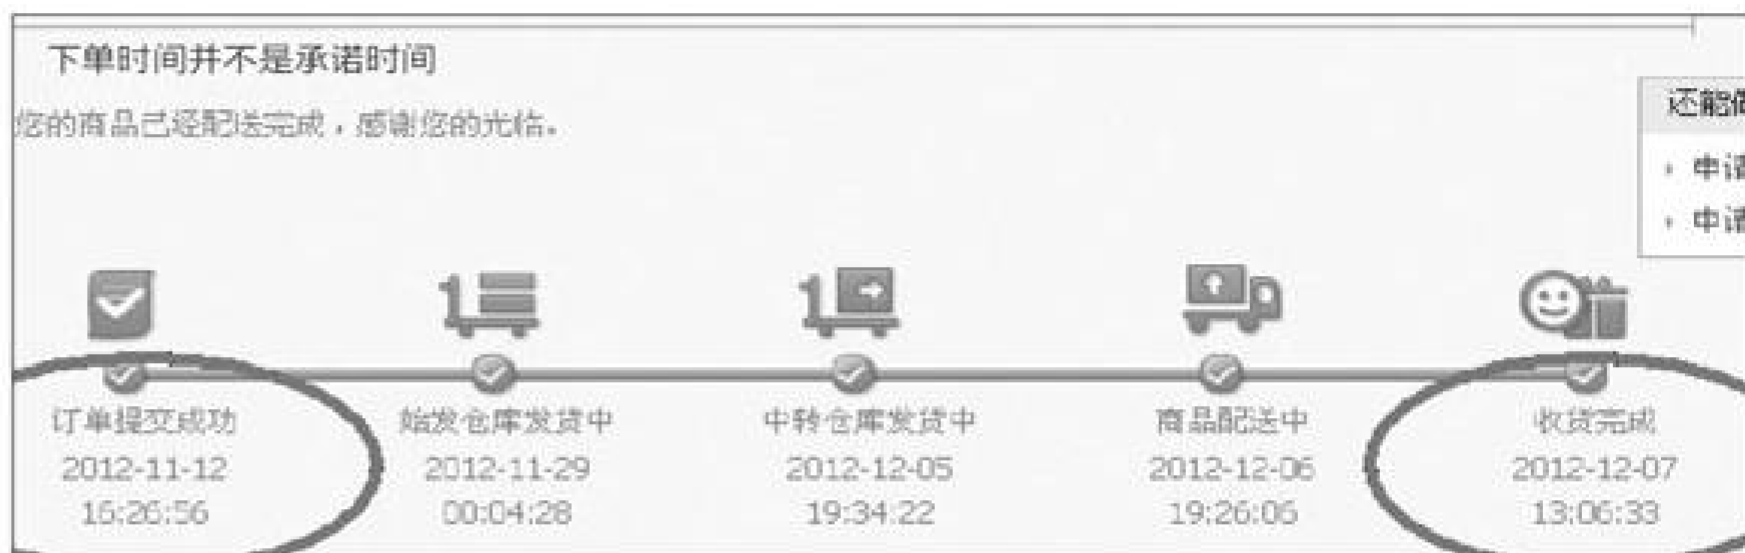 下单时间并不是承诺时间
您的商品已经配送完成，感谢您的光临。
还能
申请
申请
订单提交成功
2012-11-12
16:26:56
始发仓库发货中
2012-11-29
00:04:28
中转仓库发货中
2012-12-05
19:34:22
商品配送中
2012-12-06
19:26:06
收货完成
2012-12-07
13:06:33